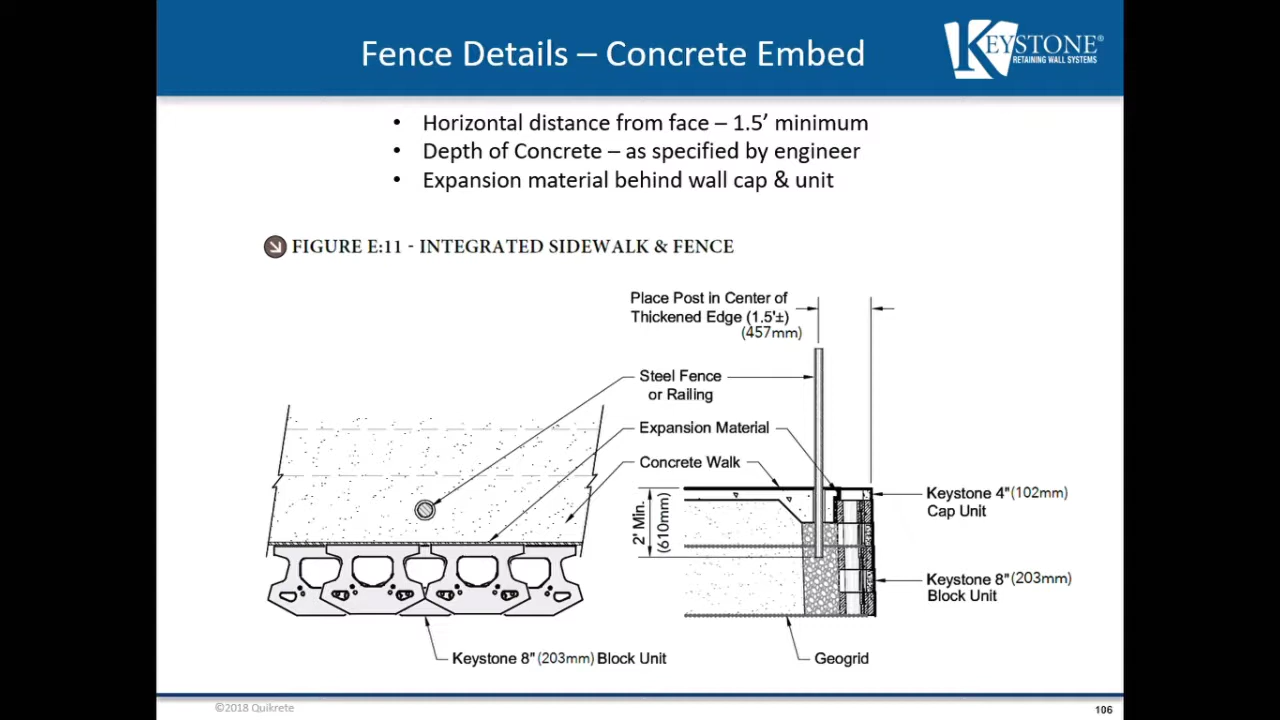 Fence Details – Concrete Embed
KEYSTONE®
RETAINING WALL SYSTEMS
• Horizontal distance from face – 1.5’ minimum
• Depth of Concrete – as specified by engineer
• Expansion material behind wall cap & unit
FIGURE E:11 - INTEGRATED SIDEWALK & FENCE
Place Post in Center of
Thickened Edge (1.5'±)
(457mm)
Steel Fence
or Railing
Expansion Material
Concrete Walk
2' Min.
(610mm)
Keystone 4" (102mm)
Cap Unit
Keystone 8" (203mm)
Block Unit
Keystone 8" (203mm) Block Unit
Geogrid
©2018 Quikrete
106